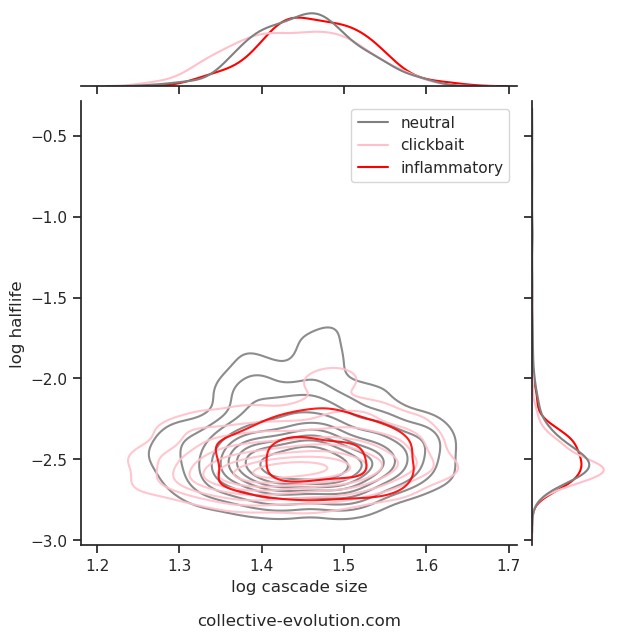 neutral
clickbait
inflammatory
−0.5
−1.0
−1.5
−2.0
−2.5
−3.0
log halflife
1.2 1.3 1.4 1.5 1.6 1.7
log cascade size
collective-evolution.com